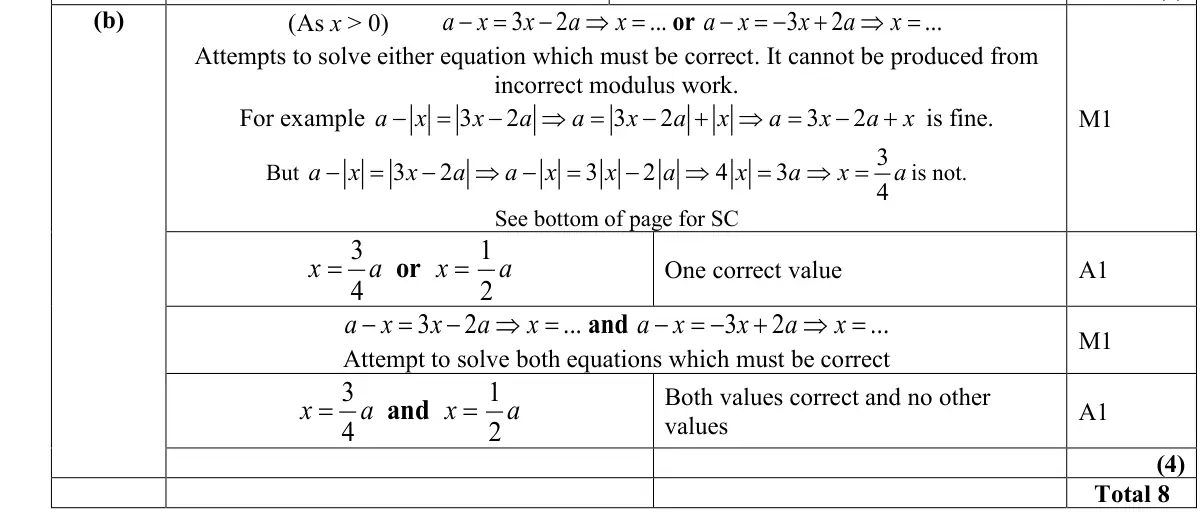 (b)
(As x > 0) a − x = 3x − 2a ⇒ x = ... or a − x = −3x + 2a ⇒ x = ...
Attempts to solve either equation which must be correct. It cannot be produced from
incorrect modulus work.
For example a − |x| = |3x − 2a| ⇒ a = |3x − 2a| + |x| ⇒ a = 3x − 2a + x is fine.
M1
But a − |x| = |3x − 2a| ⇒ a − |x| = 3|x| − 2|a| ⇒ 4|x| = 3a ⇒ x = 3/4 a is not.
See bottom of page for SC
x = 3/4 a or x = 1/2 a One correct value A1
a − x = 3x − 2a ⇒ x = ... and a − x = −3x + 2a ⇒ x = ...
M1
Attempt to solve both equations which must be correct
x = 3/4 a and x = 1/2 a
Both values correct and no other
values
A1
(4)
Total 8